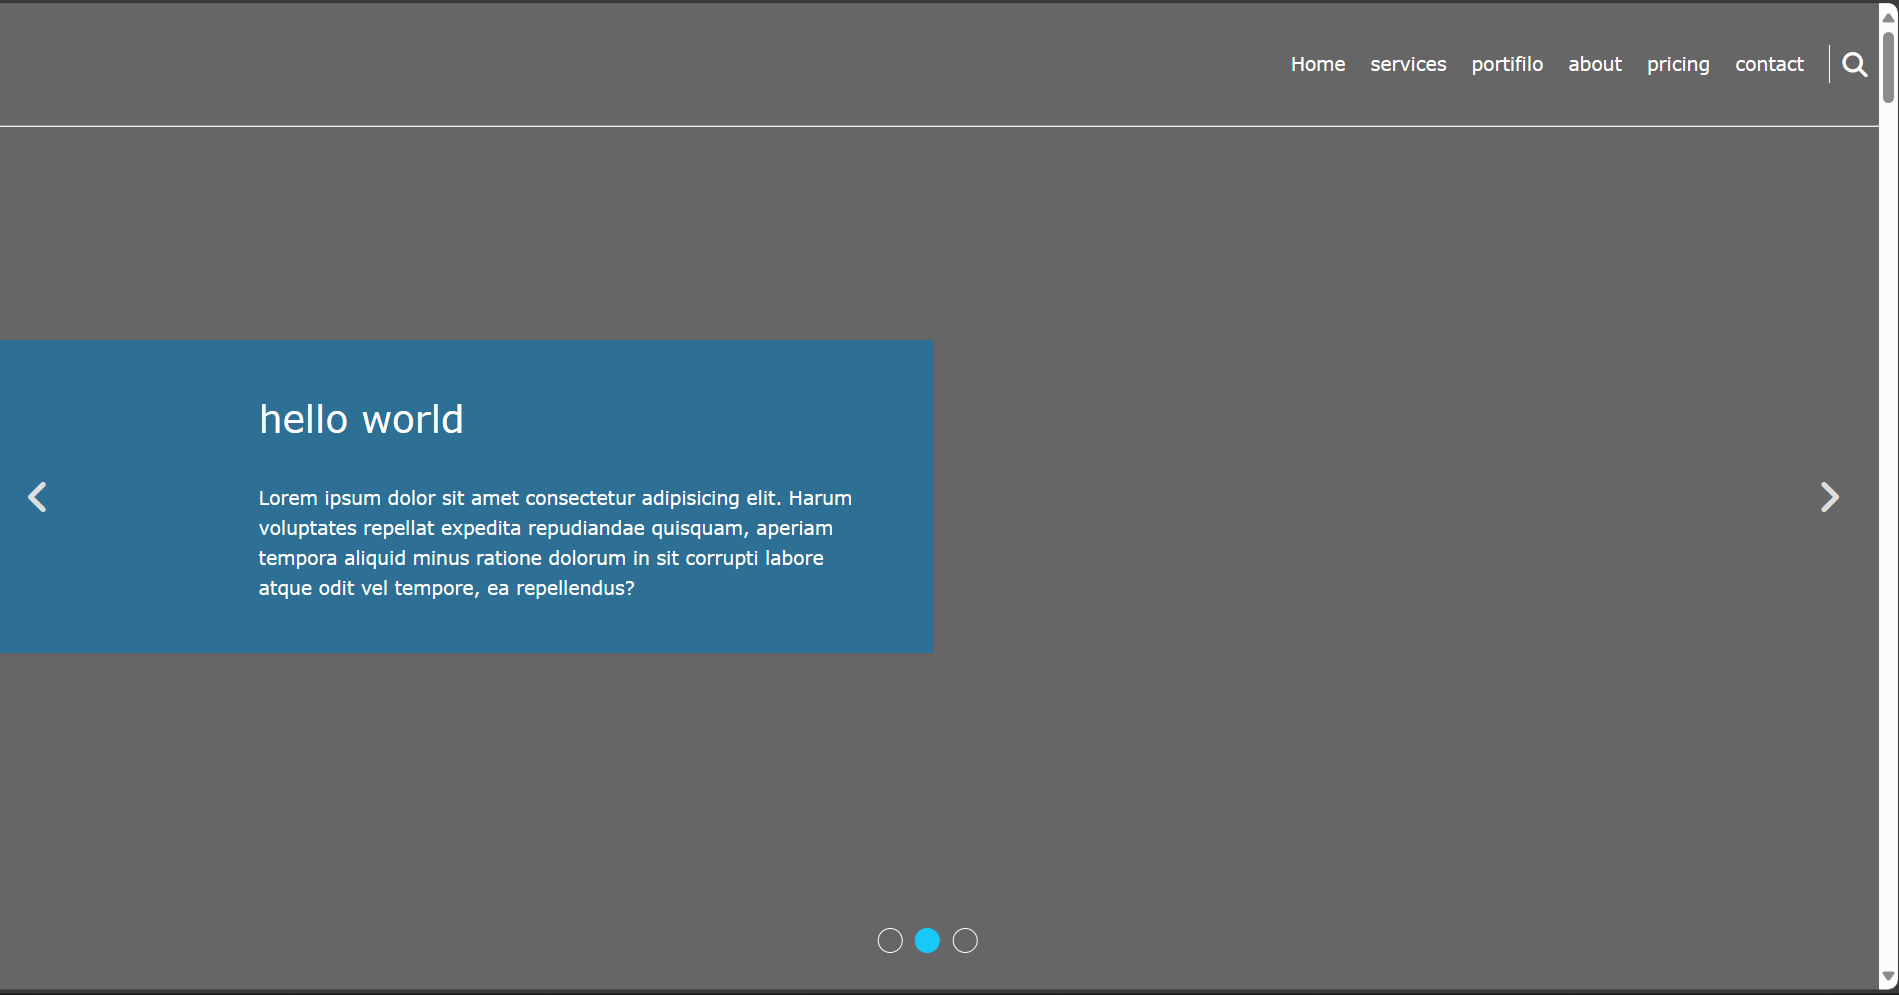 Home services portifilo about pricing contact
hello world
Lorem ipsum dolor sit amet consectetur adipisicing elit. Harum
voluptates repellat expedita repudiandae quisquam, aperiam
tempora aliquid minus ratione dolorum in sit corrupti labore
atque odit vel tempore, ea repellendus?